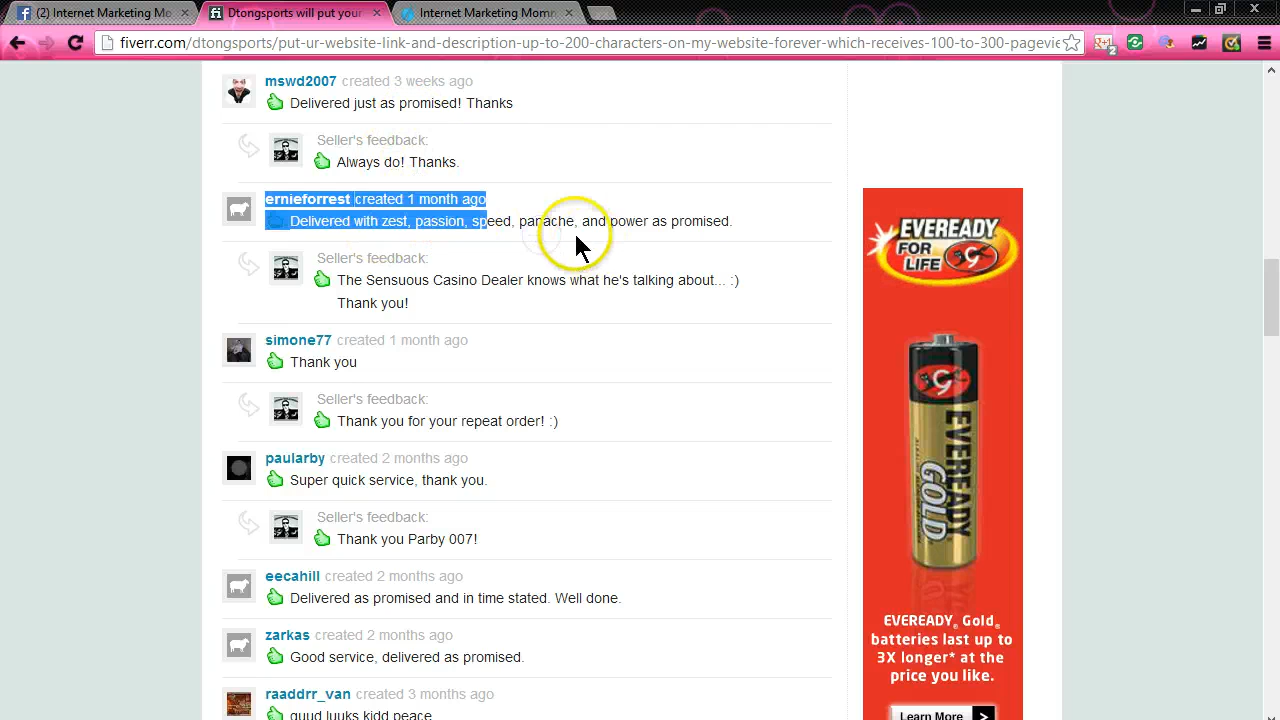 (2) Internet Marketing Mo
Dtongsports will put your
Internet Marketing Momm
fiverr.com/dtongsports/put-ur-website-link-and-description-up-to-200-characters-on-my-website-forever-which-receives-100-to-300-pagevie
2
mswd2007 created 3 weeks ago
Delivered just as promised! Thanks
Seller's feedback:
Always do! Thanks.
ernieforrest created 1 month ago
Delivered with zest, passion, speed, panache, and power as promised.
Seller's feedback:
The Sensuous Casino Dealer knows what he's talking about... :)
Thank you!
simone77 created 1 month ago
Thank you
Seller's feedback:
Thank you for your repeat order! :)
paularby created 2 months ago
Super quick service, thank you.
Seller's feedback:
Thank you Parby 007!
eecahill created 2 months ago
Delivered as promised and in time stated. Well done.
zarkas created 2 months ago
Good service, delivered as promised.
raaddrr_van created 3 months ago
guud luuks kidd peace
EVEREADY
FOR
LIFE
9
EVEREADY
GOLD
EVEREADY® Gold®
batteries last up to
3X longer* at the
price you like.
Learn More >